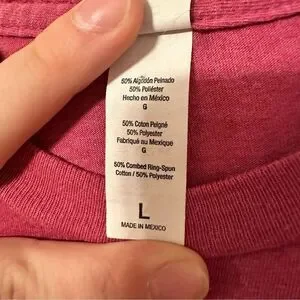 50% Algodón Peinado
50% Poliéster
Hecho en México
G
50% Coton Peigné
50% Polyester
Fabriqué au Mexique
G
50% Combed Ring-Spun
Cotton / 50% Polyester
L
MADE IN MEXICO